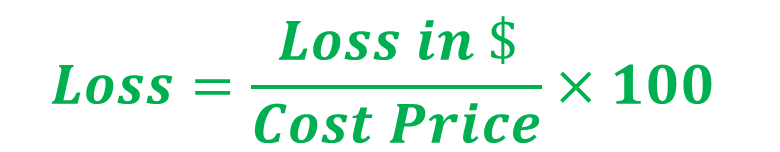 Loss = Loss in $ / Cost Price × 100